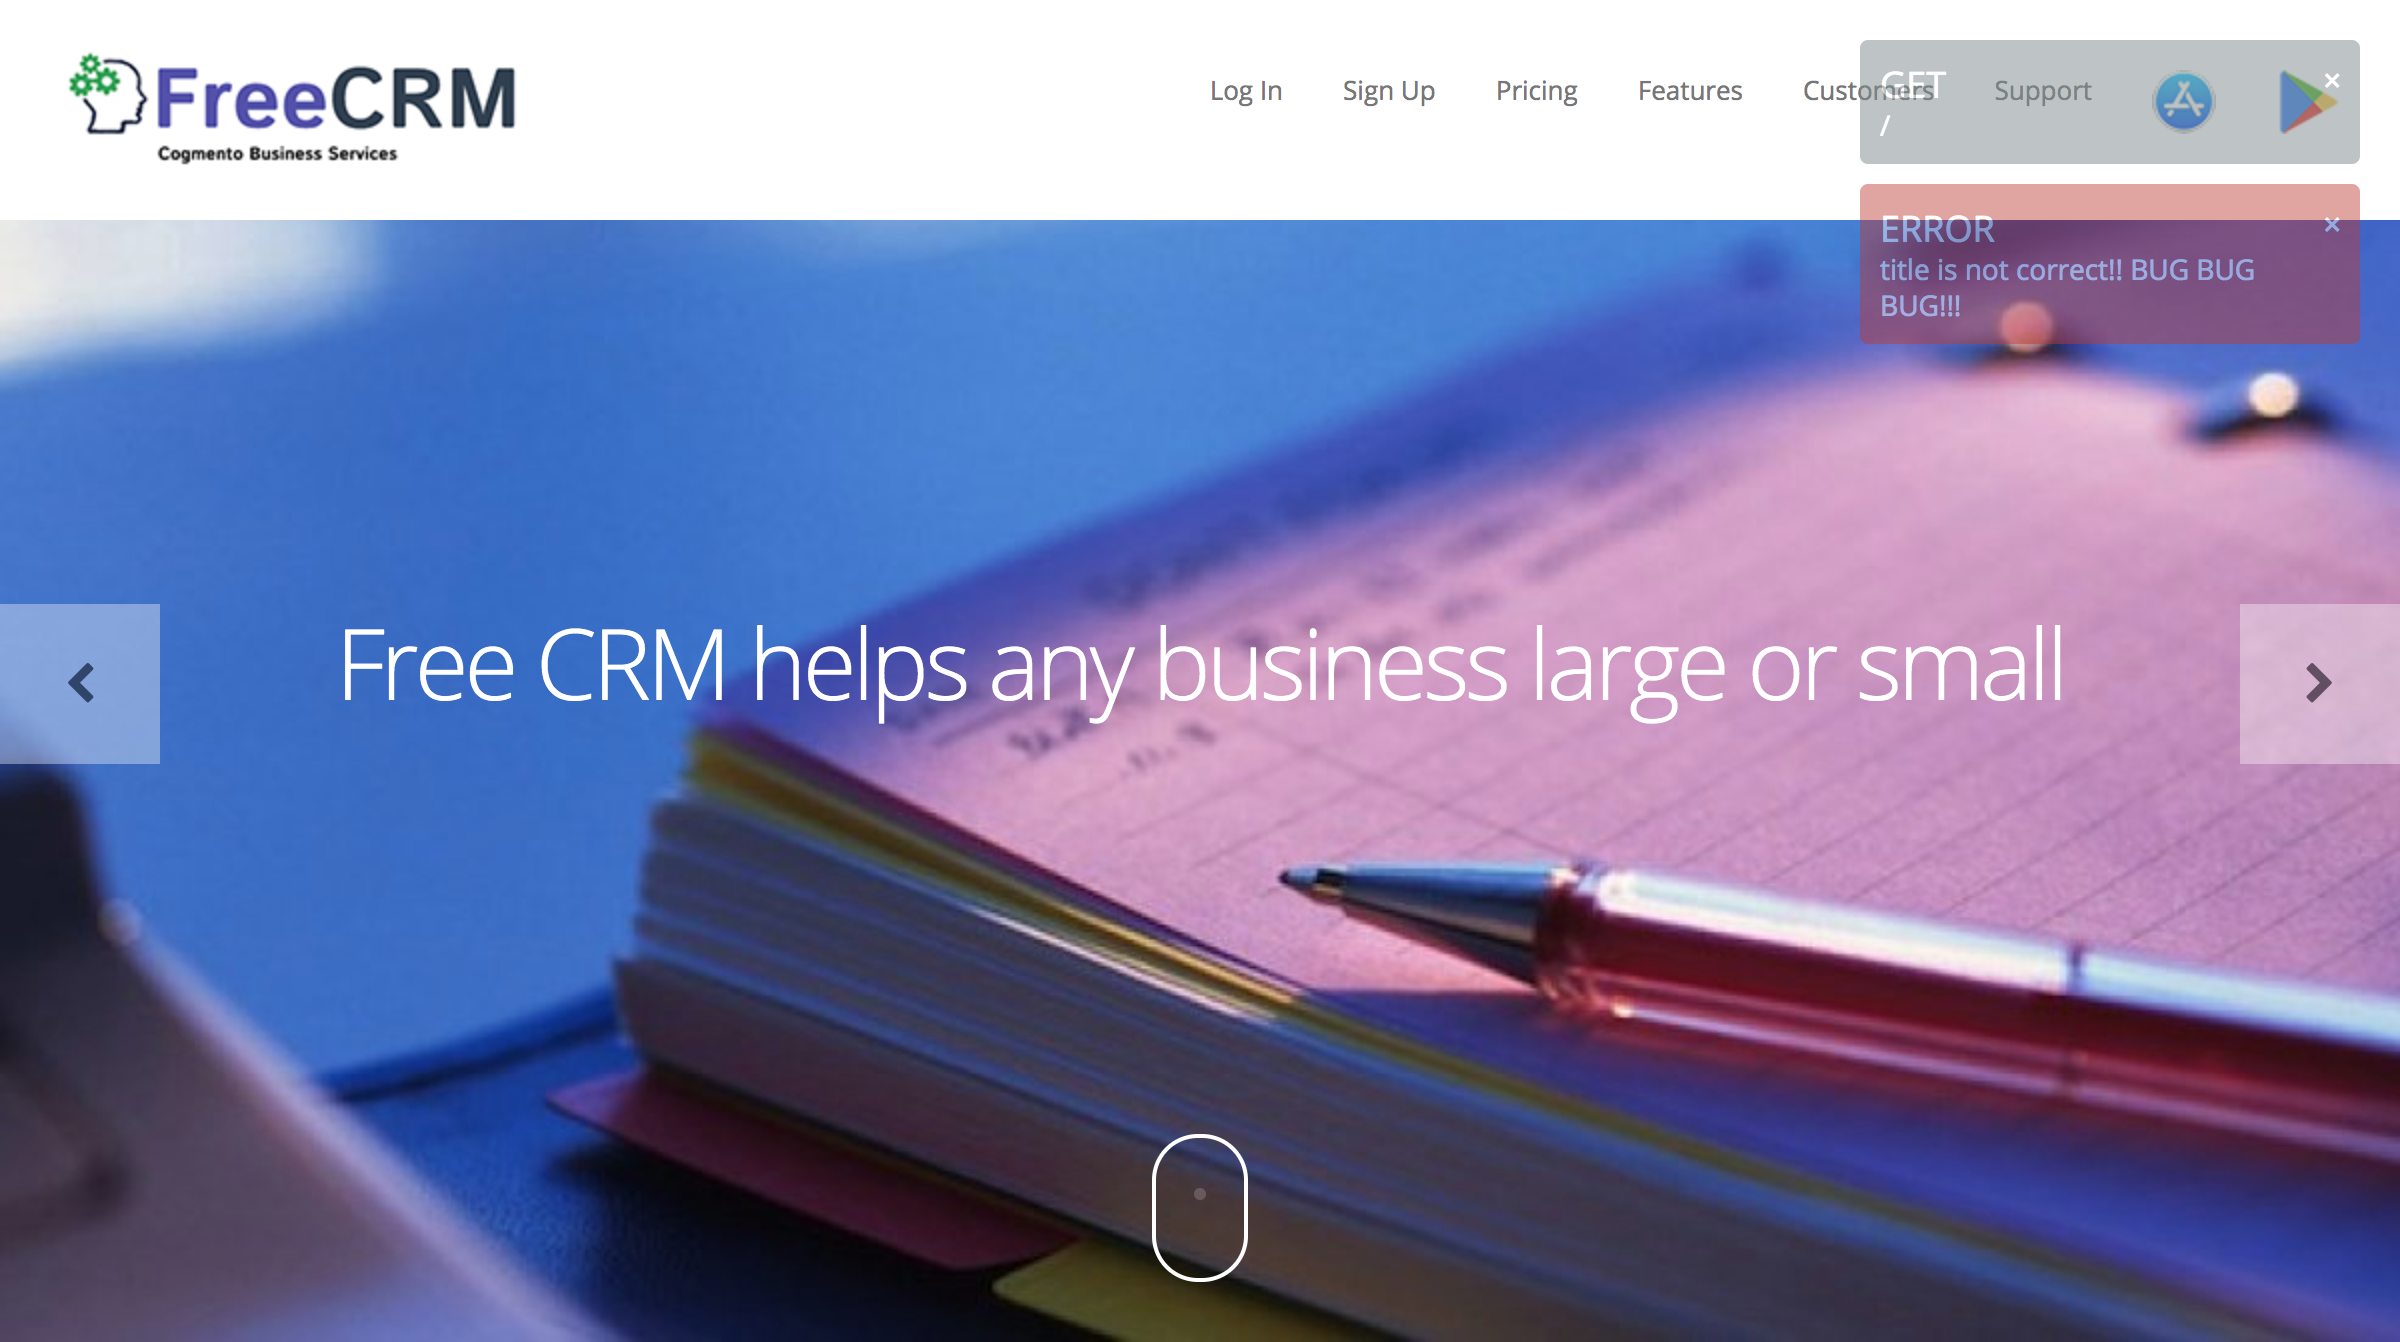 FreeCRM
Cogmento Business Services
Log In
Sign Up
Pricing
Features
Customers
Support
GET
/
×
ERROR
×
title is not correct!! BUG BUG
BUG!!!
Free CRM helps any business large or small